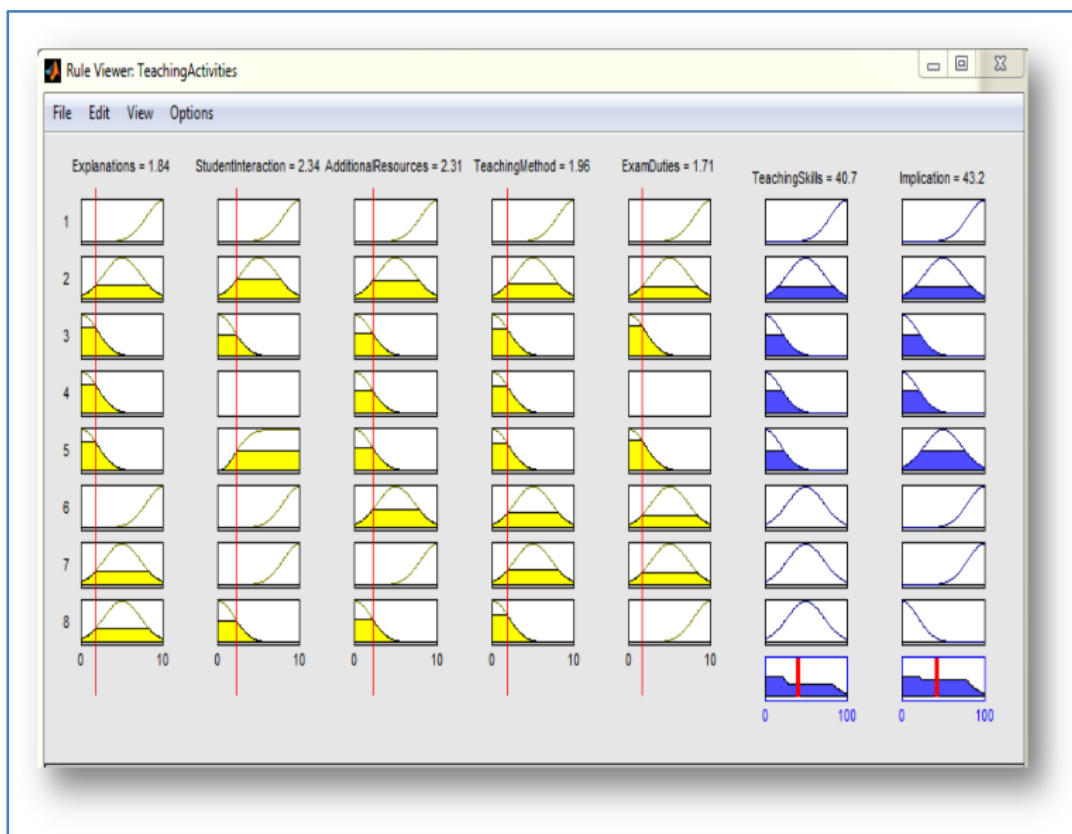 Rule Viewer: TeachingActivities
File Edit View Options
Explanations = 1.84 StudentInteraction = 2.34 AdditionalResources = 2.31 TeachingMethod = 1.96 ExamDuties = 1.71
TeachingSkills = 40.7 Implication = 43.2
1
2
3
4
5
6
7
8
0 10 0 10 0 10 0 10 0 10
0 100 0 100